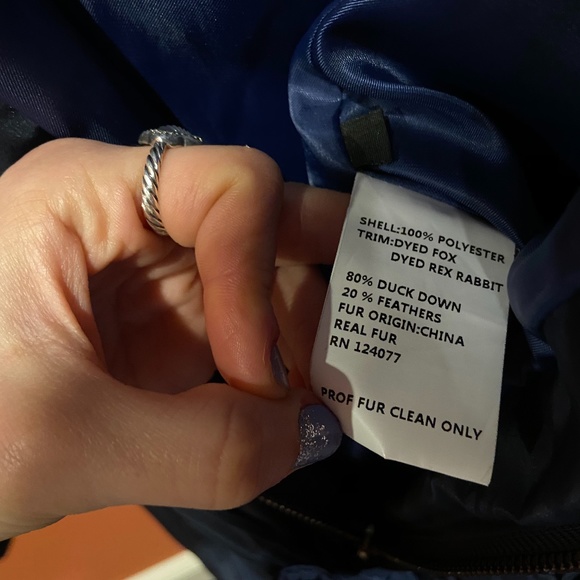 SHELL:100% POLYESTER
TRIM:DYED FOX
DYED REX RABBIT
80% DUCK DOWN
20 % FEATHERS
FUR ORIGIN:CHINA
REAL FUR
RN 124077
PROF FUR CLEAN ONLY